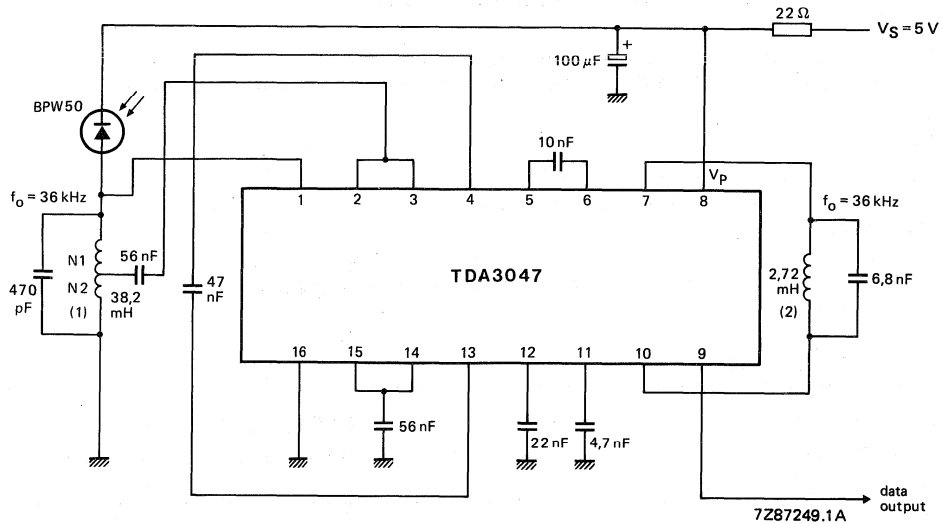 22 Ω
V_S = 5 V
+
100 µF
BPW50
10 nF
1 2 3 4 5 6 7 8
V_P
f_o = 36 kHz
f_o = 36 kHz
N1
56 nF
470 pF
N2
(1)
38,2 mH
47 nF
TDA3047
2,72 mH
(2)
6,8 nF
16 15 14 13 12 11 10 9
56 nF
22 nF
4,7 nF
data output
7Z87249.1A